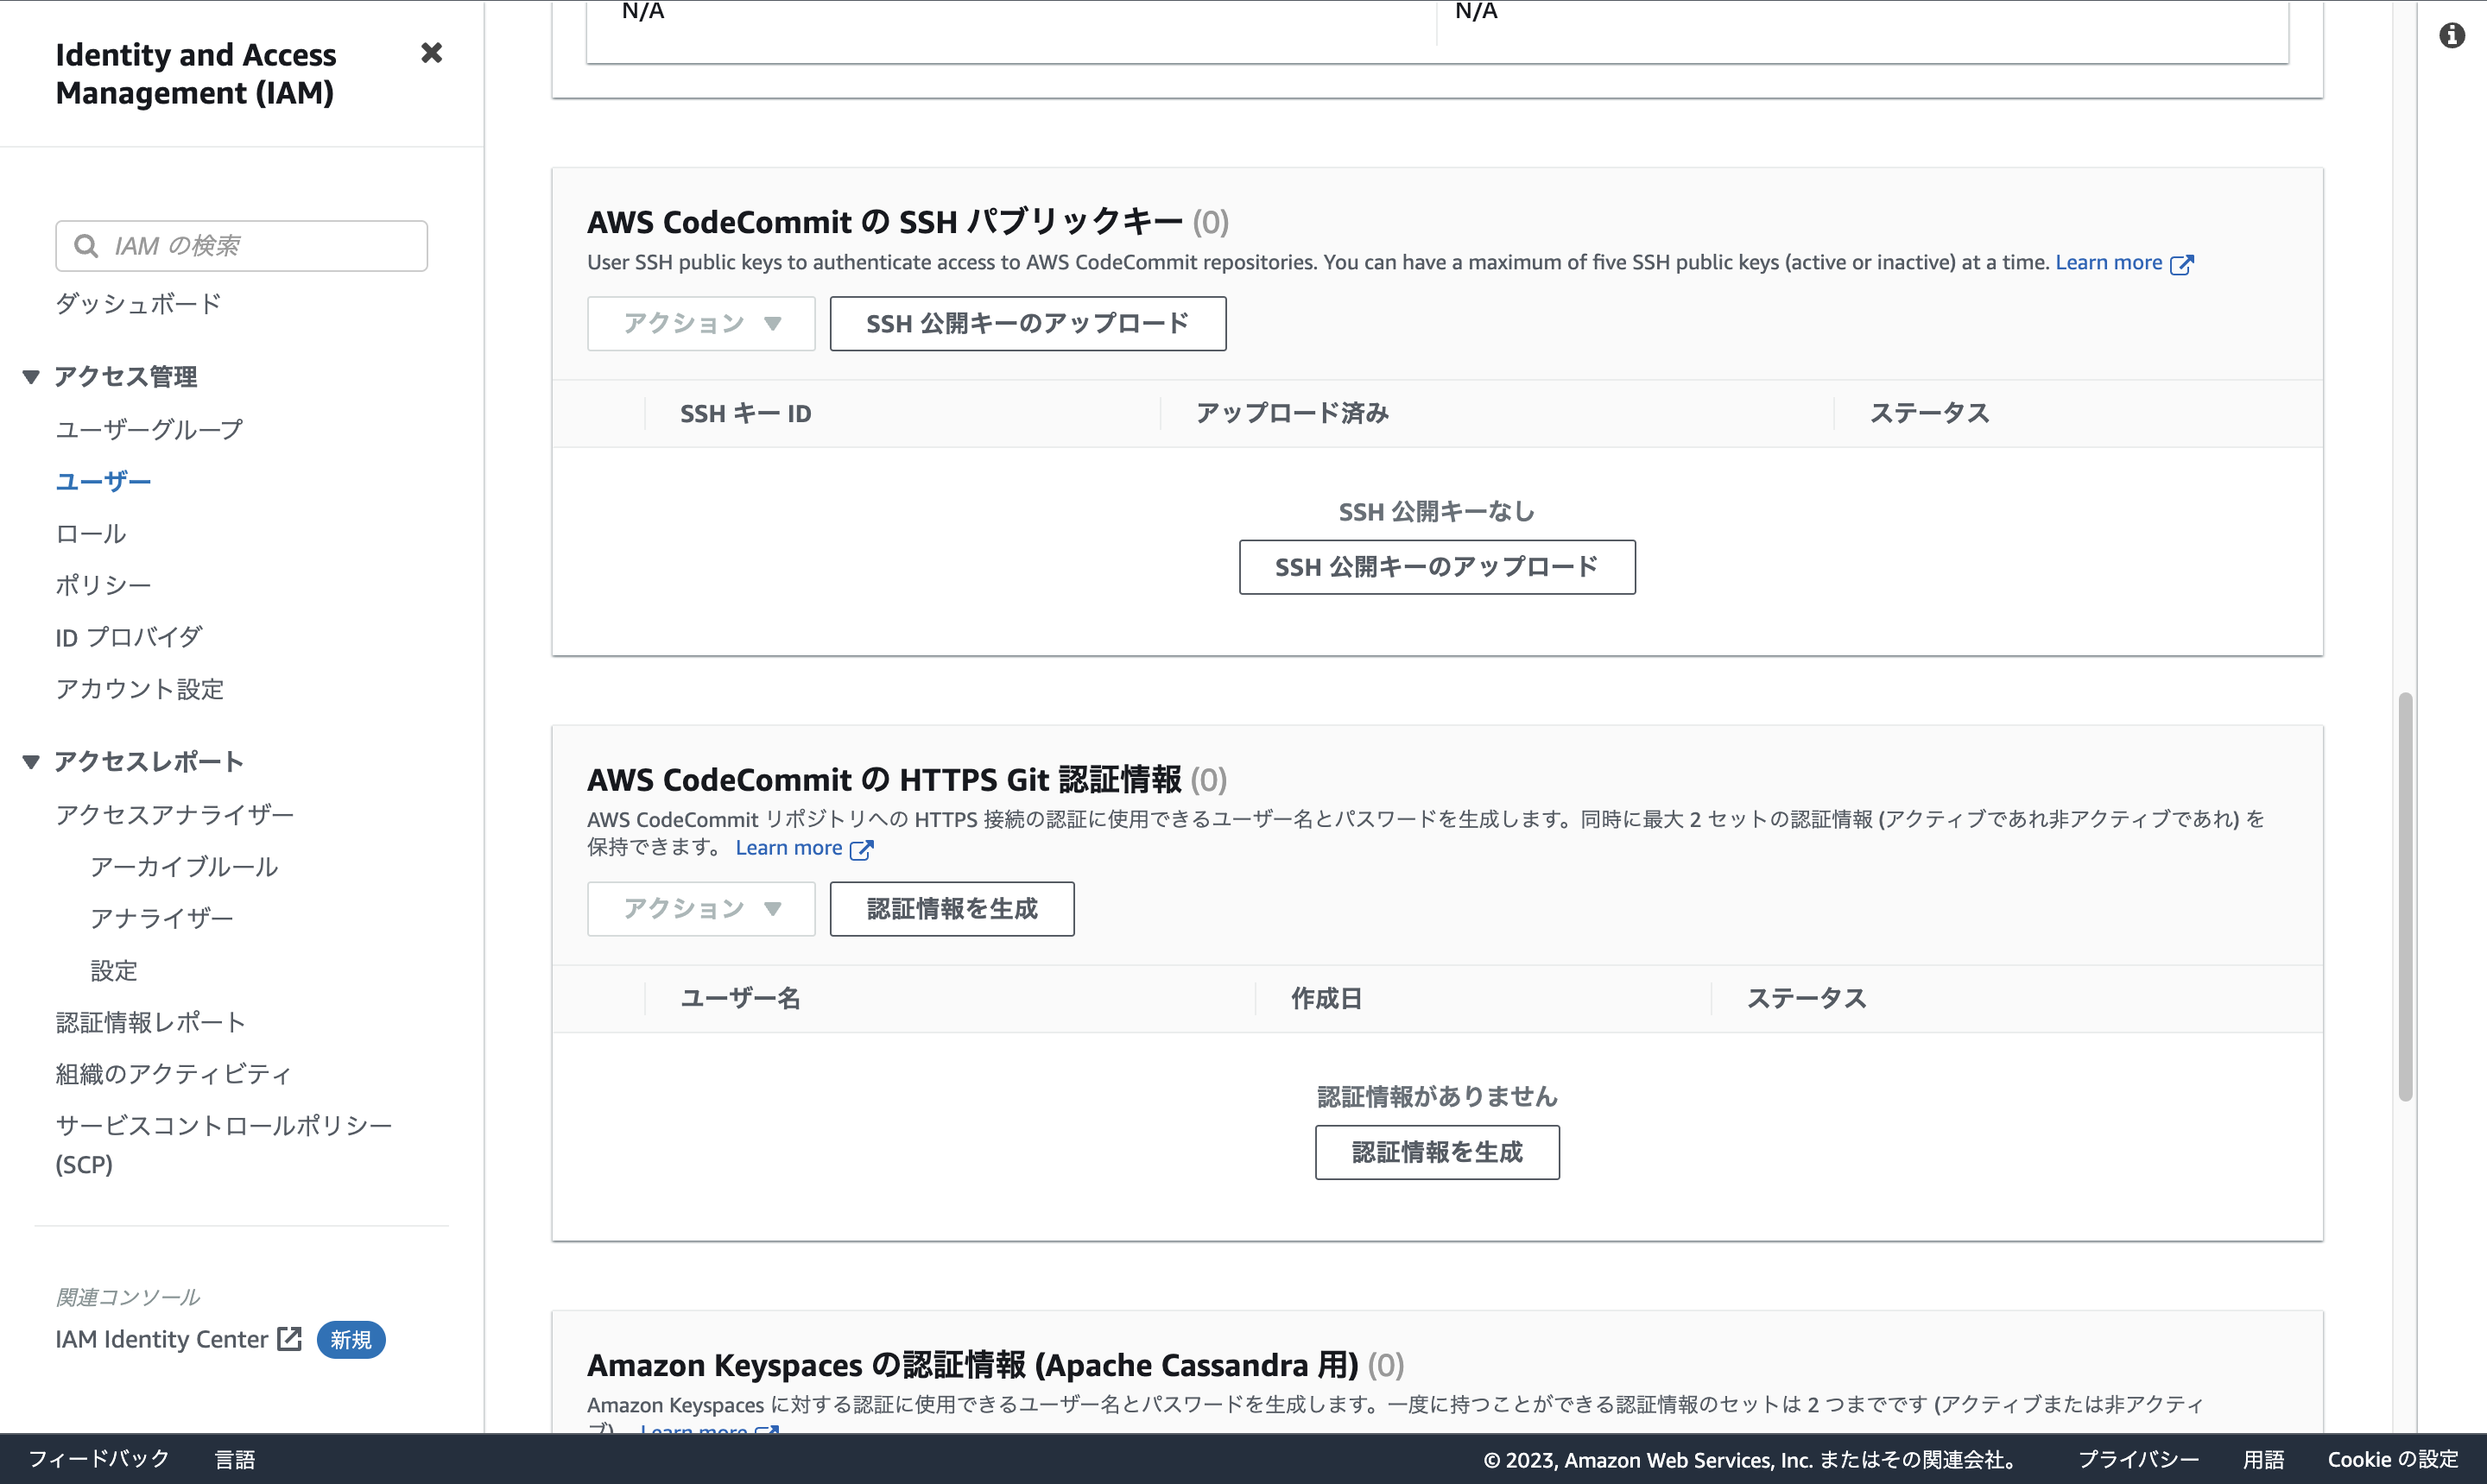 Identity and Access
Management (IAM)
IAM の検索
ダッシュボード
アクセス管理
ユーザーグループ
ユーザー
ロール
ポリシー
ID プロバイダ
アカウント設定
アクセスレポート
アクセスアナライザー
アーカイブルール
アナライザー
設定
認証情報レポート
組織のアクティビティ
サービスコントロールポリシー
(SCP)
関連コンソール
IAM Identity Center 新規
N/A N/A
AWS CodeCommit の SSH パブリックキー (0)
User SSH public keys to authenticate access to AWS CodeCommit repositories. You can have a maximum of five SSH public keys (active or inactive) at a time. Learn more
アクション ▼ SSH 公開キーのアップロード
SSH キー ID アップロード済み ステータス
SSH 公開キーなし
SSH 公開キーのアップロード
AWS CodeCommit の HTTPS Git 認証情報 (0)
AWS CodeCommit リポジトリへの HTTPS 接続の認証に使用できるユーザー名とパスワードを生成します。同時に最大 2 セットの認証情報 (アクティブであれ非アクティブであれ) を
保持できます。 Learn more
アクション ▼ 認証情報を生成
ユーザー名 作成日 ステータス
認証情報がありません
認証情報を生成
Amazon Keyspaces の認証情報 (Apache Cassandra 用) (0)
Amazon Keyspaces に対する認証に使用できるユーザー名とパスワードを生成します。一度に持つことができる認証情報のセットは 2 つまでです (アクティブまたは非アクティ
ブ)。 Learn more
フィードバック 言語 © 2023, Amazon Web Services, Inc. またはその関連会社。 プライバシー 用語 Cookie の設定